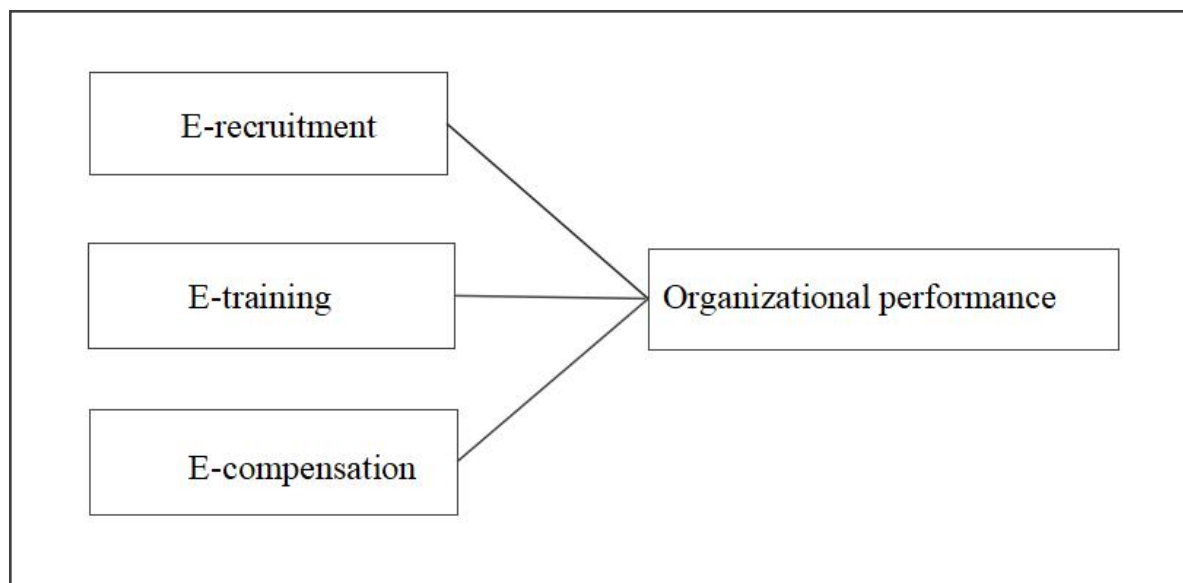 E-recruitment
E-training
Organizational performance
E-compensation